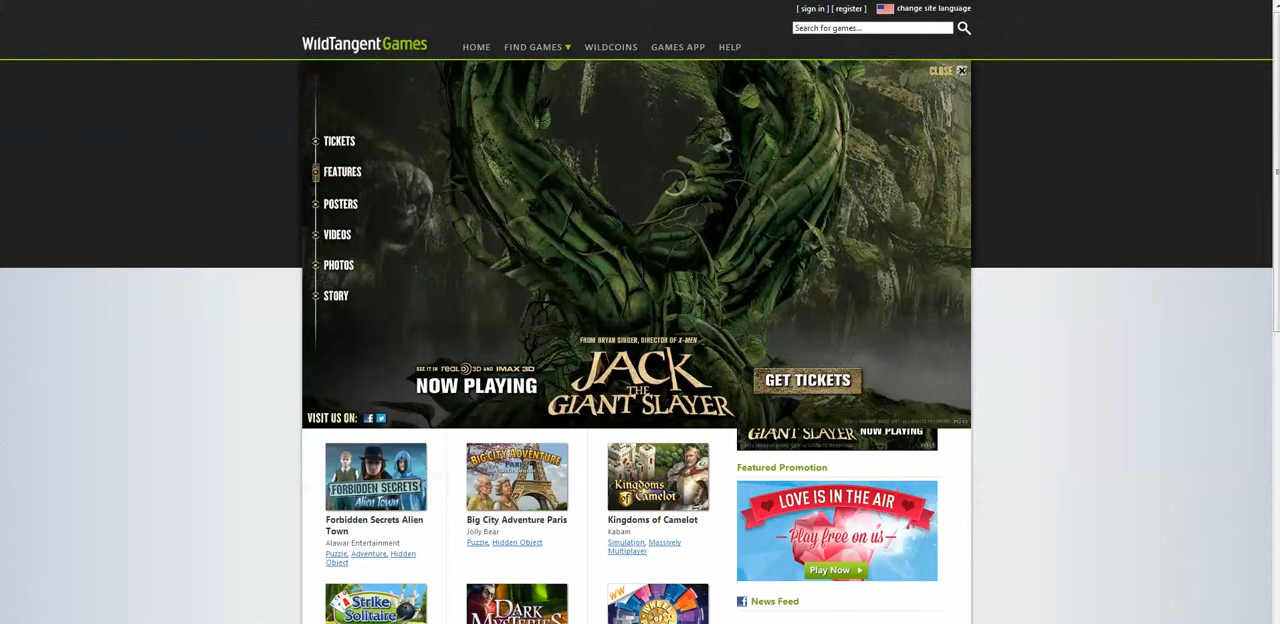 [ sign in ] [ register ] change site language
Search for games...
WildTangent Games
HOME FIND GAMES WILDCOINS GAMES APP HELP
CLOSE X
TICKETS
FEATURES
POSTERS
VIDEOS
PHOTOS
STORY
FROM BRYAN SINGER, DIRECTOR OF X-MEN
JACK
THE
GIANT SLAYER
SEE IT IN REAL D 3D AND IMAX 3D
NOW PLAYING
GET TICKETS
VISIT US ON:
GIANT SLAYER NOW PLAYING
FORBIDDEN SECRETS
Alien Town
Forbidden Secrets Alien
Town
Alawar Entertainment
Puzzle, Adventure, Hidden
Object
BIG CITY ADVENTURE
PARIS
Big City Adventure Paris
Jolly Bear
Puzzle, Hidden Object
Kingdoms
of Camelot
Kingdoms of Camelot
Kabam
Simulation, Massively
Multiplayer
Featured Promotion
LOVE IS IN THE AIR
Play free on us
Play Now
News Feed
Strike
Solitaire
DARK
MYSTERIES
WW